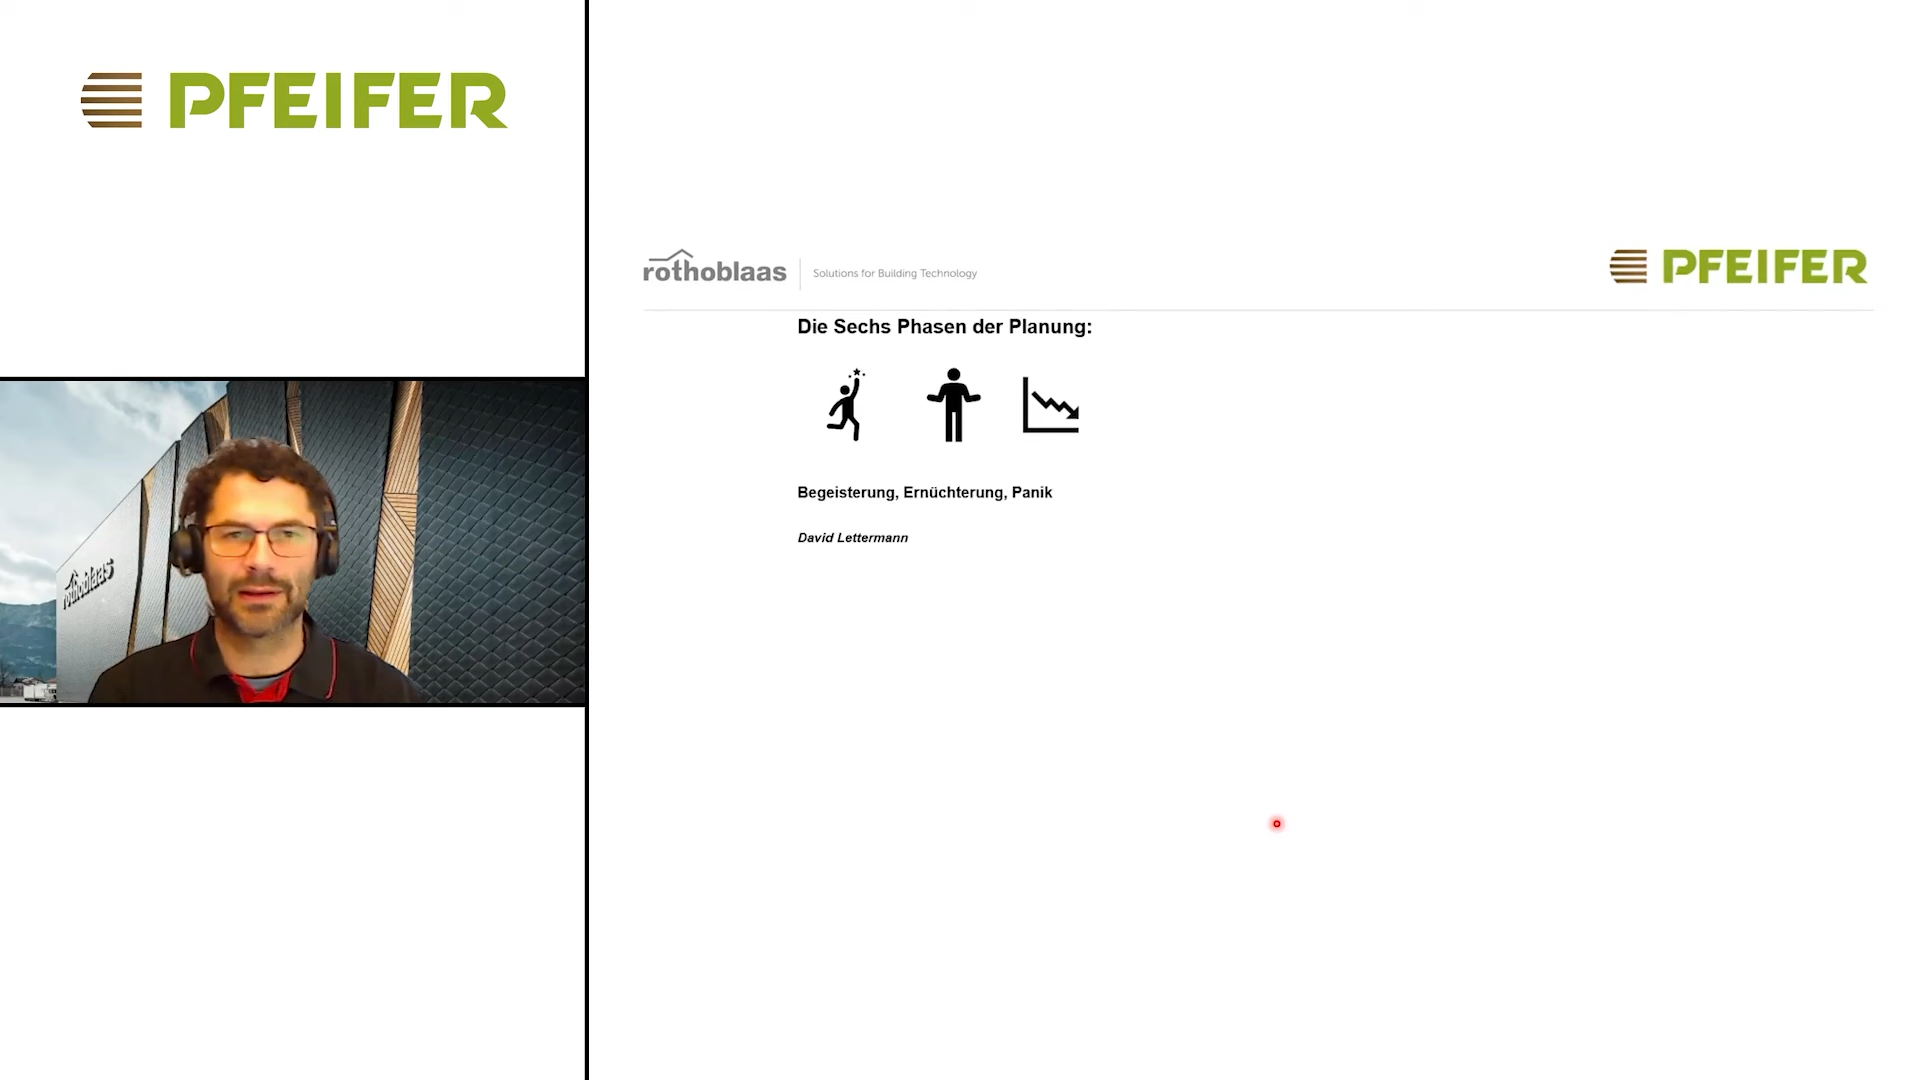 PFEIFER
rothoblaas
Solutions for Building Technology
PFEIFER
Die Sechs Phasen der Planung:
Begeisterung, Ernüchterung, Panik
David Lettermann
rothoblaas